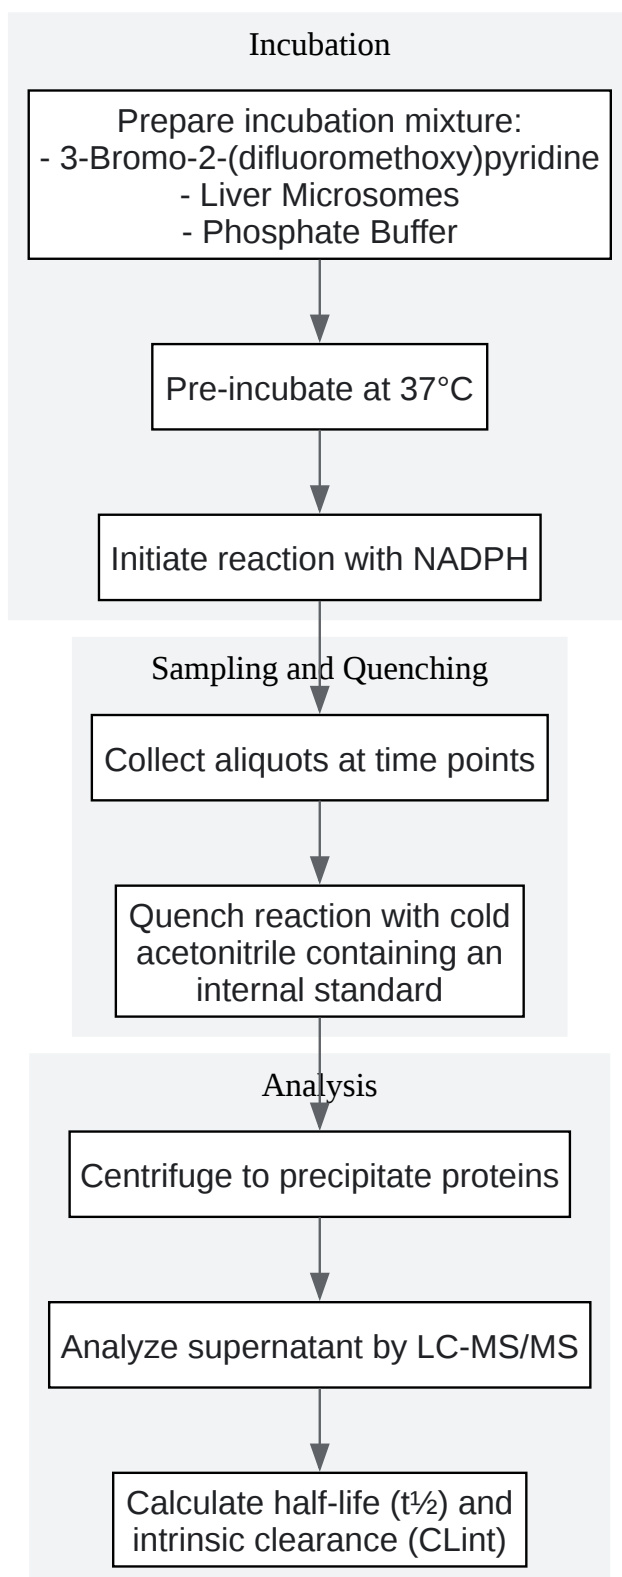 Incubation
Prepare incubation mixture:
- 3-Bromo-2-(difluoromethoxy)pyridine
- Liver Microsomes
- Phosphate Buffer
Pre-incubate at 37°C
Initiate reaction with NADPH
Sampling and Quenching
Collect aliquots at time points
Quench reaction with cold
acetonitrile containing an
internal standard
Analysis
Centrifuge to precipitate proteins
Analyze supernatant by LC-MS/MS
Calculate half-life (t½) and
intrinsic clearance (CLint)